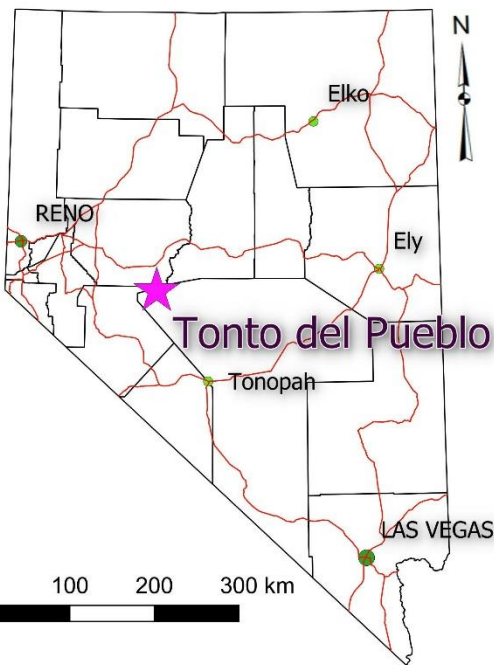 N
Elko
RENO
Ely
Tonto del Pueblo
Tonopah
LAS VEGAS
100 200 300 km